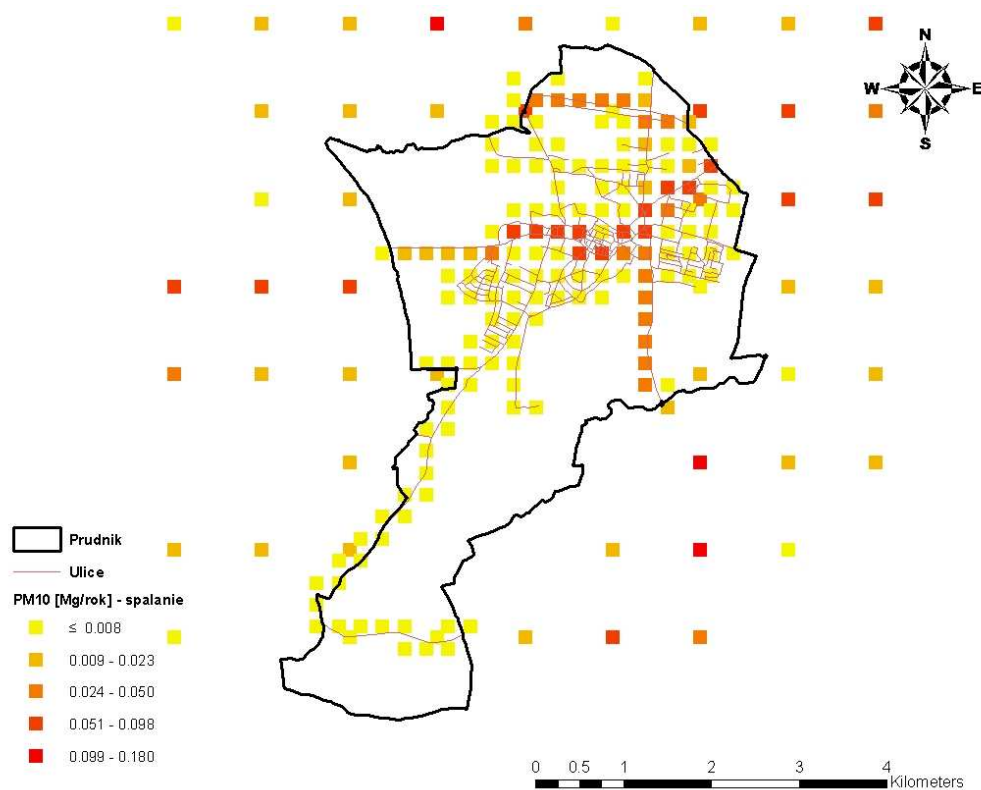 N
W E
S
Prudnik
Ulice
PM10 [Mg/rok] - spalanie
≤ 0.008
0.009 - 0.023
0.024 - 0.050
0.051 - 0.098
0.099 - 0.180
0 0.5 1 2 3 4
Kilometers